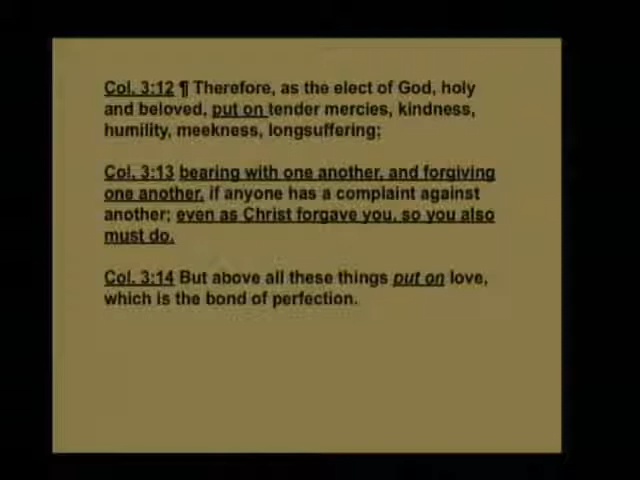 Col. 3:12 ¶ Therefore, as the elect of God, holy
and beloved, put on tender mercies, kindness,
humility, meekness, longsuffering;
Col. 3:13 bearing with one another, and forgiving
one another, if anyone has a complaint against
another; even as Christ forgave you, so you also
must do.
Col. 3:14 But above all these things put on love,
which is the bond of perfection.